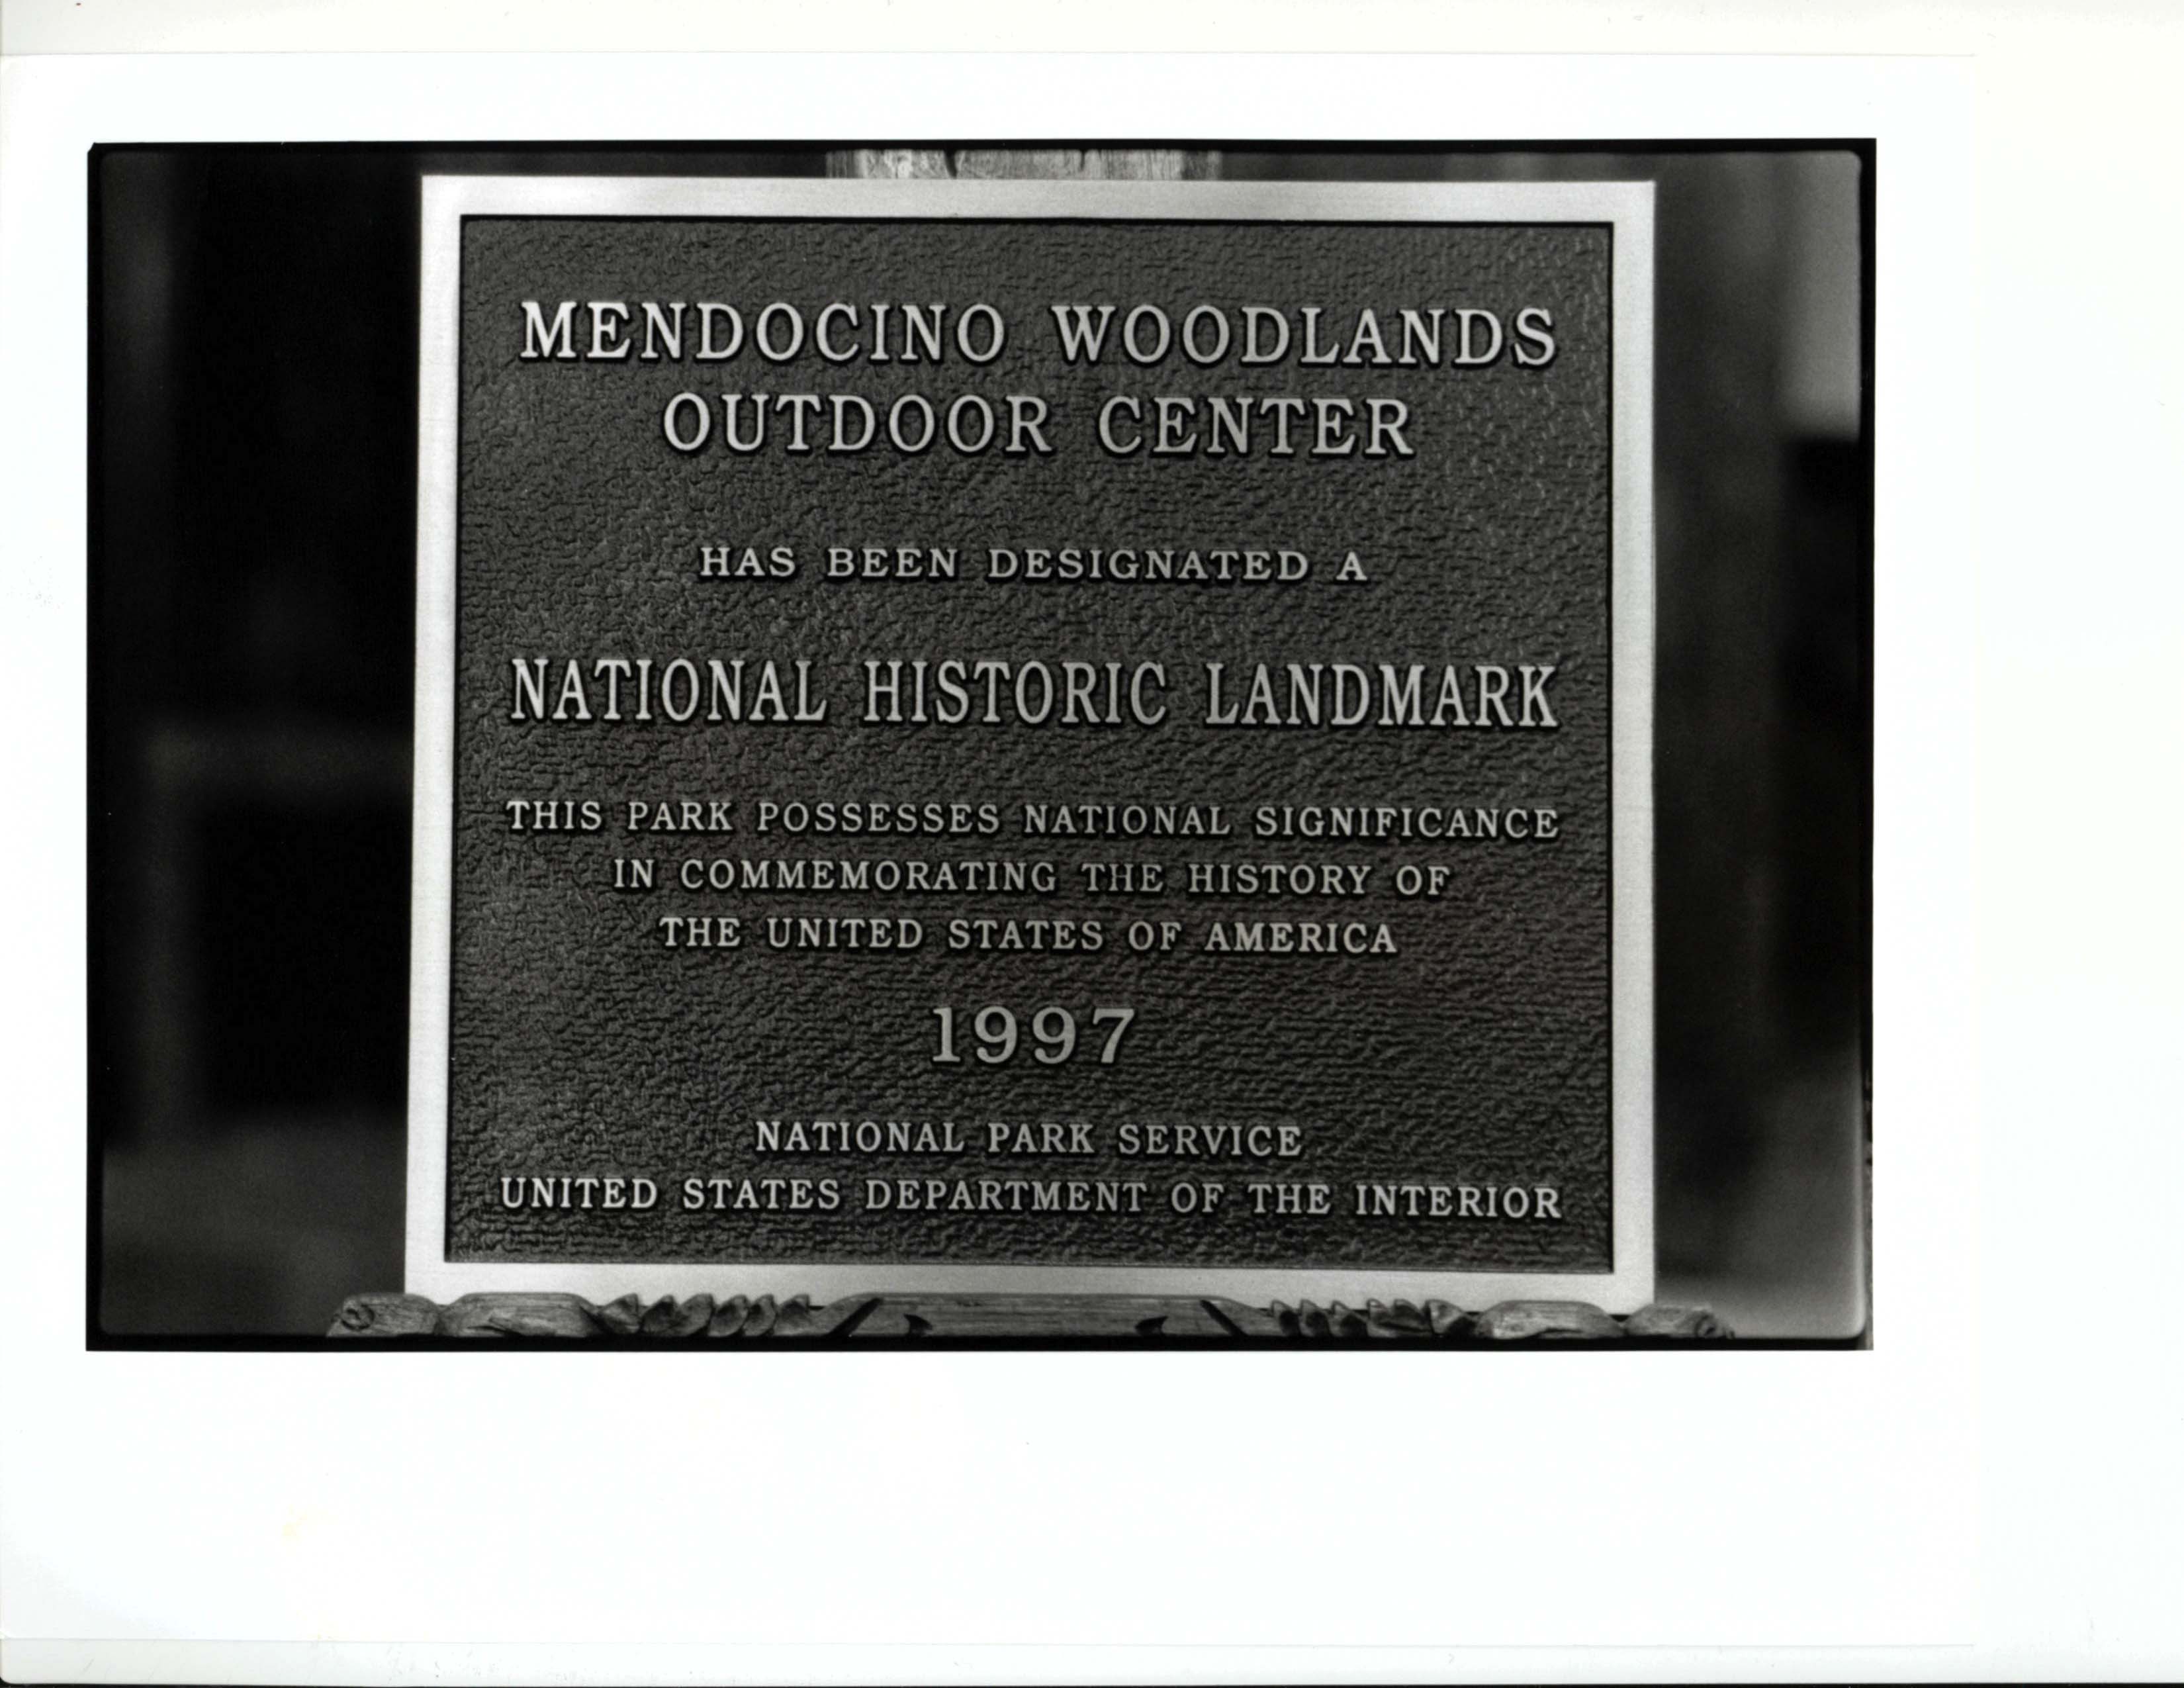 MENDOCINO WOODLANDS
OUTDOOR CENTER
HAS BEEN DESIGNATED A
NATIONAL HISTORIC LANDMARK
THIS PARK POSSESSES NATIONAL SIGNIFICANCE
IN COMMEMORATING THE HISTORY OF
THE UNITED STATES OF AMERICA
1997
NATIONAL PARK SERVICE
UNITED STATES DEPARTMENT OF THE INTERIOR